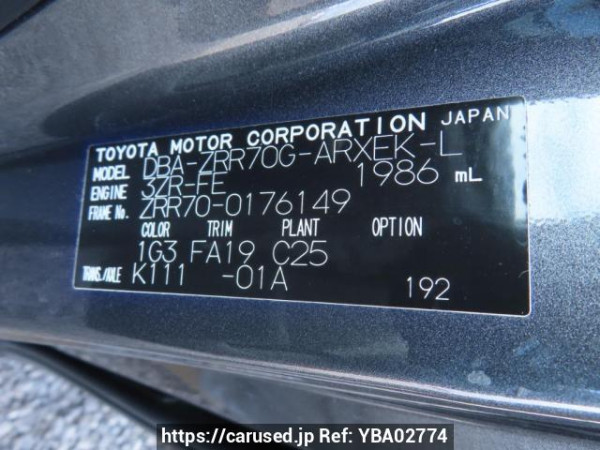 TOYOTA MOTOR CORPORATION JAPAN
MODEL DBA-ZRR70G-ARXEK-L
ENGINE 3ZR-FE 1986 mL
FRAME No. ZRR70-0176149
COLOR TRIM PLANT OPTION
1G3 FA19 C25
TRANS./AXLE K111 -01A
192
https://carused.jp Ref: YBA02774